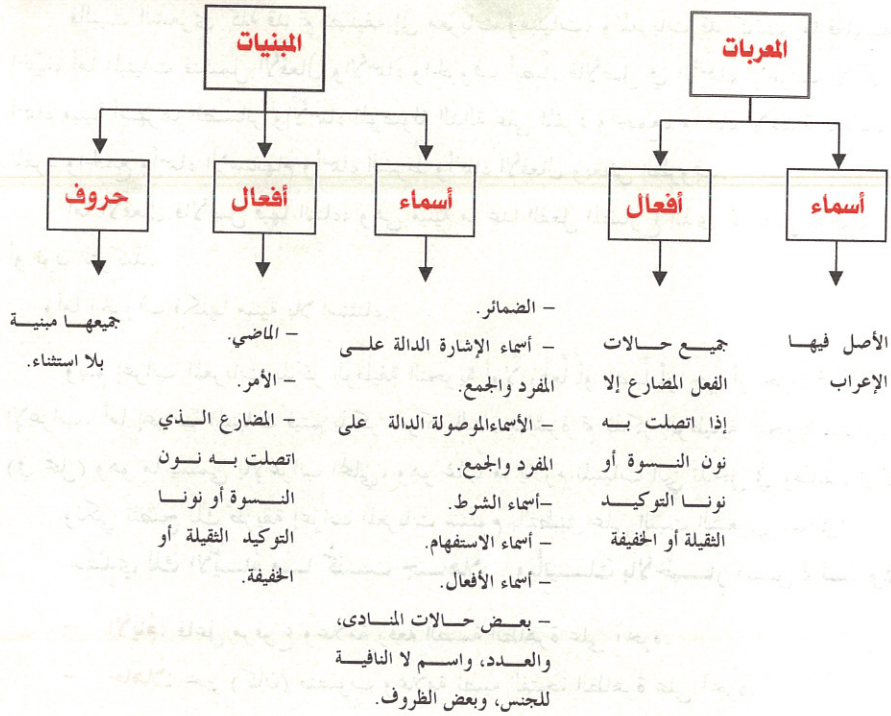 المعربات
أسماء
الأصل فيها
الإعراب
أفعال
جميع حالات
الفعل المضارع إلا
إذا اتصلت به
نون النسوة أو
نونا التوكيد
الثقيلة أو الخفيفة
المبنيات
أسماء
– الضمائر.
– أسماء الإشارة الدالة على
المفرد والجمع.
– الأسماءالموصولة الدالة على
المفرد والجمع.
–أسماء الشرط.
– أسماء الاستفهام.
– أسماء الأفعال.
– بعض حالات المنادى،
والعدد، واسم لا النافية
للجنس، وبعض الظروف.
أفعال
– الماضي.
– الأمر.
– المضارع الذي
اتصلت به نون
النسوة أو نونا
التوكيد الثقيلة أو
الخفيفة.
حروف
جميعها مبنية
بلا استثناء.